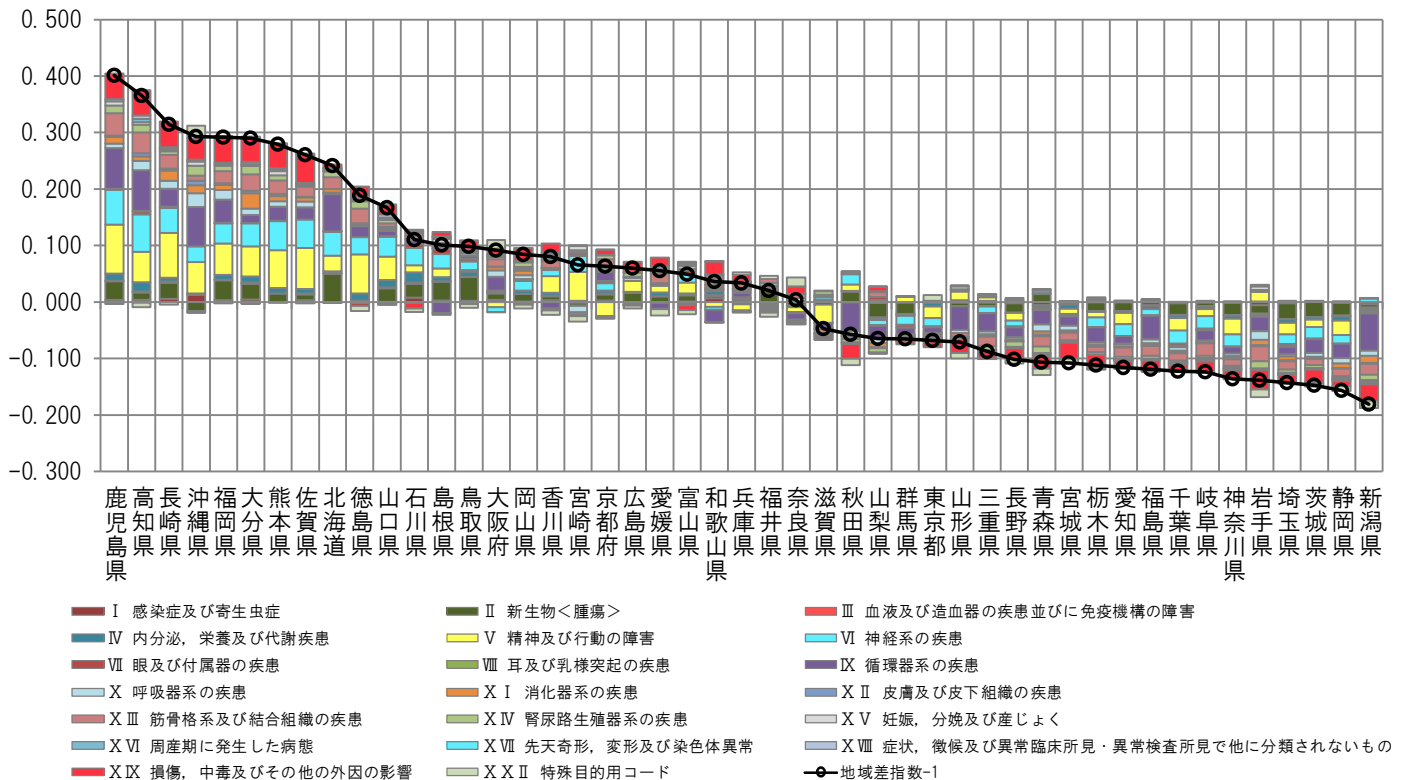 0.500
0.400
0.300
0.200
0.100
0.000
-0.100
-0.200
-0.300
鹿児島県
高知県
長崎県
沖縄県
福岡県
大分県
熊本県
佐賀県
北海道
徳島県
山口県
石川県
島根県
鳥取県
大阪府
岡山県
香川県
宮崎県
京都府
広島県
愛媛県
富山県
和歌山県
兵庫県
福井県
奈良県
滋賀県
秋田県
山梨県
群馬県
東京都
山形県
三重県
長野県
青森県
宮城県
栃木県
愛知県
福島県
千葉県
岐阜県
神奈川県
岩手県
埼玉県
茨城県
静岡県
新潟県
Ⅰ 感染症及び寄生虫症
Ⅱ 新生物＜腫瘍＞
Ⅲ 血液及び造血器の疾患並びに免疫機構の障害
Ⅳ 内分泌，栄養及び代謝疾患
Ⅴ 精神及び行動の障害
Ⅵ 神経系の疾患
Ⅶ 眼及び付属器の疾患
Ⅷ 耳及び乳様突起の疾患
Ⅸ 循環器系の疾患
Ⅹ 呼吸器系の疾患
ⅩⅠ 消化器系の疾患
ⅩⅡ 皮膚及び皮下組織の疾患
ⅩⅢ 筋骨格系及び結合組織の疾患
ⅩⅣ 腎尿路生殖器系の疾患
ⅩⅤ 妊娠，分娩及び産じょく
ⅩⅥ 周産期に発生した病態
ⅩⅦ 先天奇形，変形及び染色体異常
ⅩⅧ 症状，徴候及び異常臨床所見・異常検査所見で他に分類されないもの
ⅩⅨ 損傷，中毒及びその他の外因の影響
ⅩⅩⅡ 特殊目的用コード
地域差指数-1